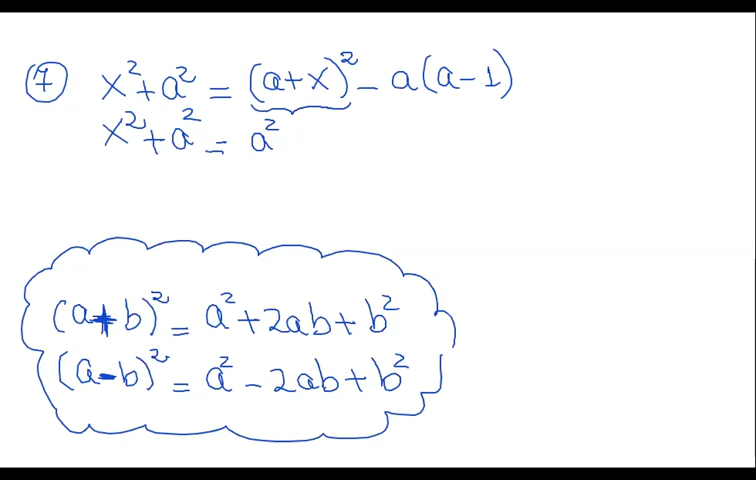 7 x² + a² = (a+x)² - a(a-1)
x² + a² = a²
(a+b)² = a² + 2ab + b²
(a-b)² = a² - 2ab + b²